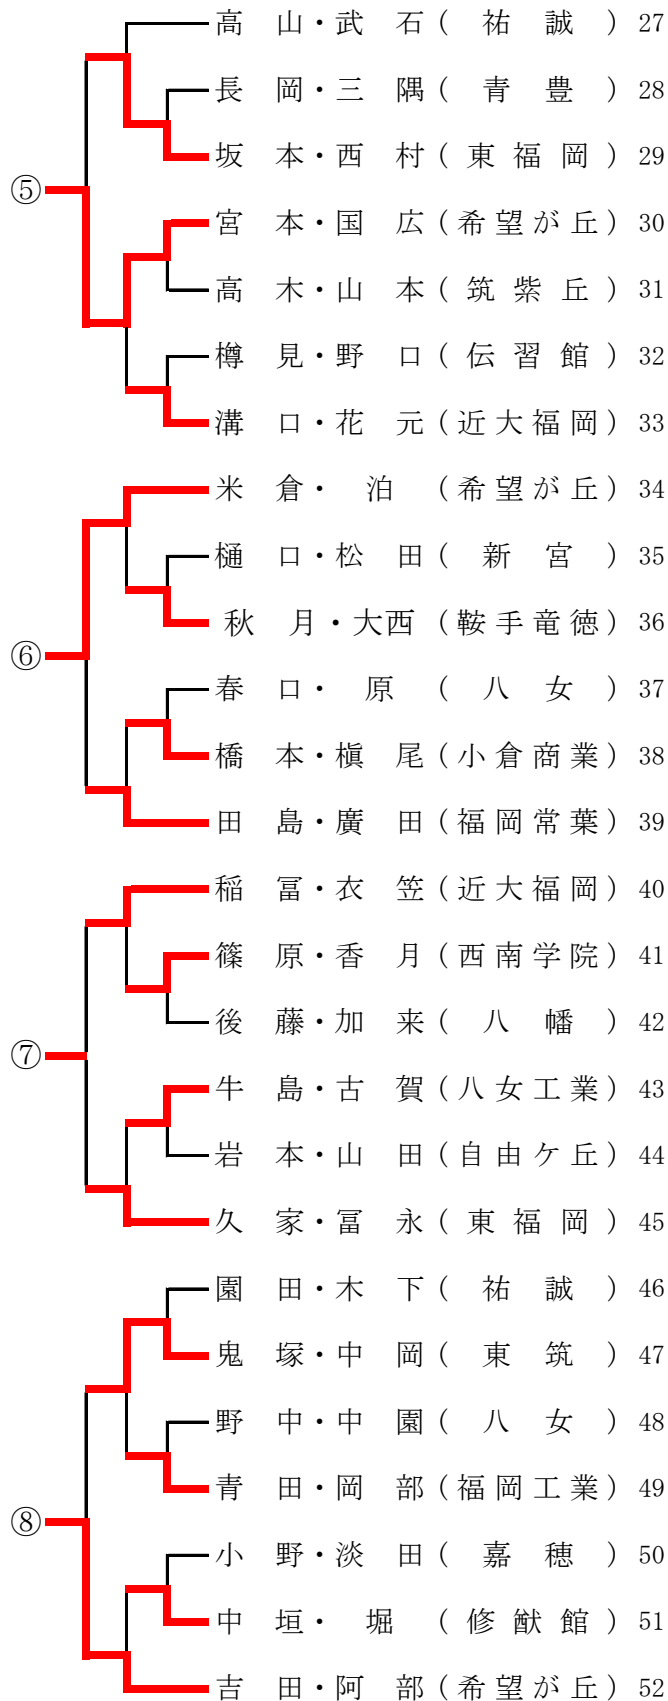 高　山・武　石（　祐　誠　）27
長　岡・三　隅（　青　豊　）28
坂　本・西　村（東　福　岡）29
⑤
宮　本・国　広（希望が丘）30
高　木・山　本（筑　紫　丘）31
樽　見・野　口（伝　習　館）32
溝　口・花　元（近大福岡）33
米　倉・　泊　（希望が丘）34
樋　口・松　田（　新　宮　）35
秋　月・大西（鞍手竜徳）36
⑥
春　口・　原　（　八　女　）37
橋　本・槇　尾（小倉商業）38
田　島・廣　田（福岡常葉）39
稲　冨・衣　笠（近大福岡）40
篠　原・香　月（西南学院）41
後　藤・加　来（　八　幡　）42
⑦
牛　島・古　賀（八女工業）43
岩　本・山　田（自由ケ丘）44
久　家・冨　永（東　福　岡）45
園　田・木　下（　祐　誠　）46
鬼　塚・中　岡（　東　筑　）47
野　中・中　園（　八　女　）48
青　田・岡　部（福岡工業）49
⑧
小　野・淡　田（　嘉　穂　）50
中　垣・　堀　（修　猷　館）51
吉　田・阿　部（希望が丘）52